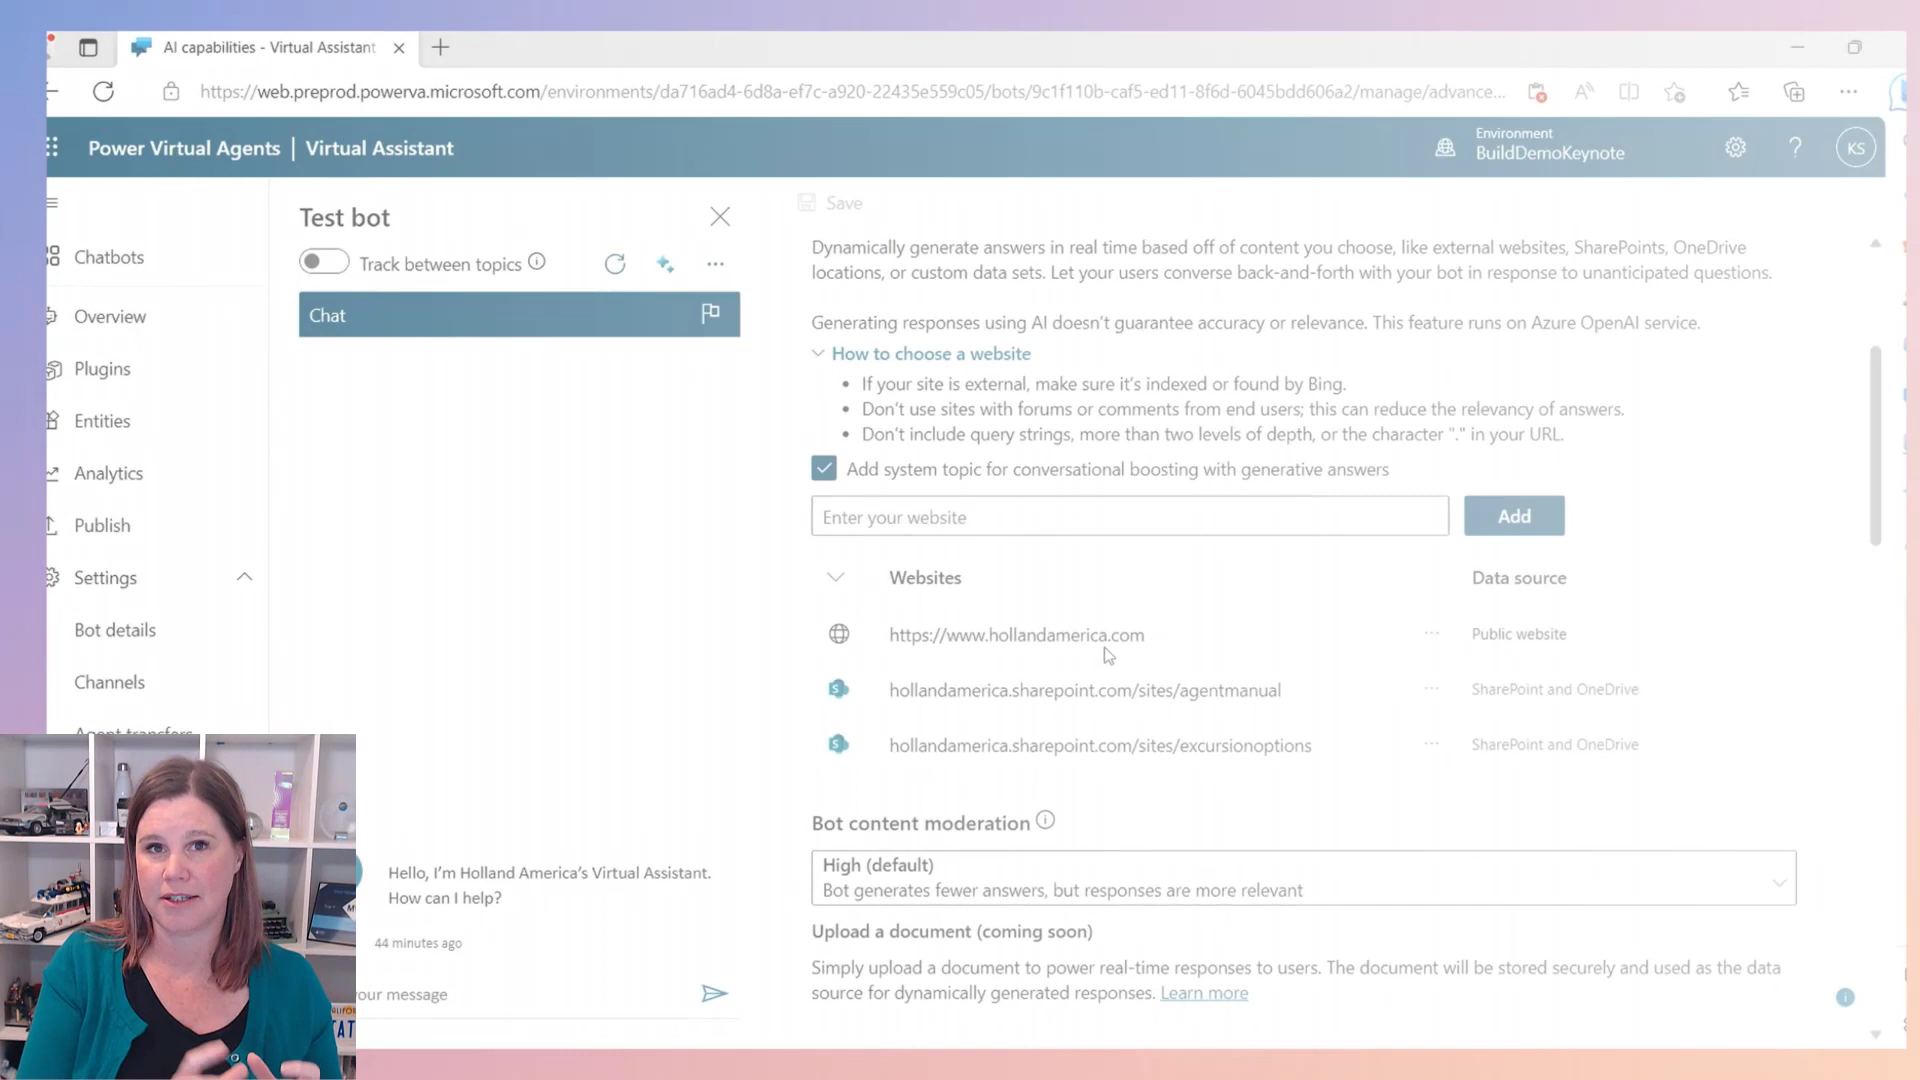 AI capabilities - Virtual Assistant
https://web.preprod.powerva.microsoft.com/environments/da716ad4-6d8a-ef7c-a920-22435e559c05/bots/9c1f110b-caf5-ed11-8f6d-6045bdd606a2/manage/advance...
Power Virtual Agents | Virtual Assistant
Environment
BuildDemoKeynote
KS
Chatbots
Overview
Plugins
Entities
Analytics
Publish
Settings
Bot details
Channels
Agent transfers
Test bot
Track between topics
Chat
Hello, I'm Holland America's Virtual Assistant.
How can I help?
44 minutes ago
your message
Save
Dynamically generate answers in real time based off of content you choose, like external websites, SharePoints, OneDrive
locations, or custom data sets. Let your users converse back-and-forth with your bot in response to unanticipated questions.
Generating responses using AI doesn't guarantee accuracy or relevance. This feature runs on Azure OpenAI service.
How to choose a website
• If your site is external, make sure it's indexed or found by Bing.
• Don't use sites with forums or comments from end users; this can reduce the relevancy of answers.
• Don't include query strings, more than two levels of depth, or the character "." in your URL.
Add system topic for conversational boosting with generative answers
Enter your website
Add
Websites Data source
https://www.hollandamerica.com ... Public website
hollandamerica.sharepoint.com/sites/agentmanual ... SharePoint and OneDrive
hollandamerica.sharepoint.com/sites/excursionoptions ... SharePoint and OneDrive
Bot content moderation
High (default)
Bot generates fewer answers, but responses are more relevant
Upload a document (coming soon)
Simply upload a document to power real-time responses to users. The document will be stored securely and used as the data
source for dynamically generated responses. Learn more